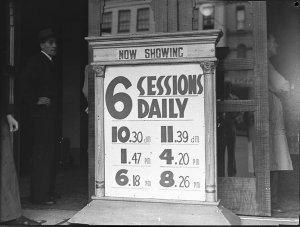 NOW SHOWING
6 SESSIONS
DAILY
10.30 am 11.39 am
1.47 PM 4.20 PM
6.18 PM 8.26 PM